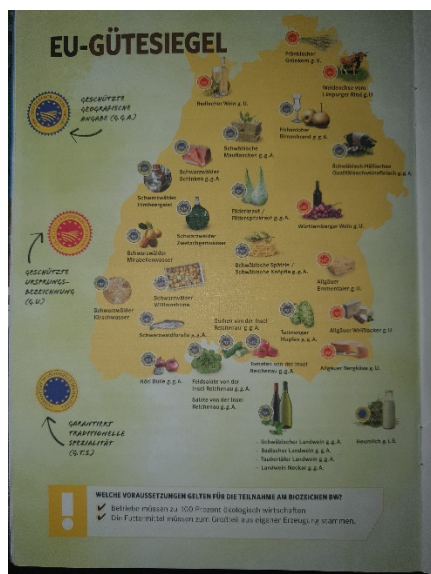 EU-GÜTESIEGEL
GESCHÜTZTE
GEOGRAFISCHE
ANGABE (G.G.A.)
GESCHÜTZTE
URSPRUNGS-
BEZEICHNUNG
(G.U.)
GARANTIERT
TRADITIONELLE
SPEZIALITÄT
(G.T.S.)
Fränkischer
Grünkern g.U.
Badischer Wein g.U.
Weideochse vom
Limpurger Rind g.U.
Schwäbische
Maultaschen g.g.A.
Hohenloher
Birnenbrand g.g.A.
Schwarzwälder
Schinken g.g.A.
Schwäbisch-Hällisches
Qualitätsschweinefleisch g.g.A.
Schwarzwälder
Himbeergeist
Schwarzwälder
Zwetschgenwasser
Filderkraut /
Filderspitzkraut g.g.A.
Württemberger Wein g.U.
Schwarzwälder
Mirabellenwasser
Schwäbische Spätzle /
Schwäbische Knöpfle g.g.A.
Allgäuer
Emmentaler g.U.
Schwarzwälder
Kirschwasser
Schwarzwälder
Williamsbirne
Schwarzwaldforelle g.g.A.
Gurken von der Insel
Reichenau g.g.A.
Tettnanger
Hopfen g.g.A.
Allgäuer Weißlacker g.U.
Höri Bülle g.g.A.
Feldsalate von der
Insel Reichenau g.g.A.
Salate von der Insel
Reichenau g.g.A.
Tomaten von der Insel
Reichenau g.g.A.
Allgäuer Bergkäse g.U.
- Schwäbischer Landwein g.g.A.
- Badischer Landwein g.g.A.
- Taubertäler Landwein g.g.A.
- Landwein Neckar g.g.A.
Heumilch g.t.S.
WELCHE VORAUSSETZUNGEN GELTEN FÜR DIE TEILNAHME AM BIOZEICHEN BW?
Betriebe müssen zu 100 Prozent ökologisch wirtschaften.
Die Futtermittel müssen zum Großteil aus eigener Erzeugung stammen.